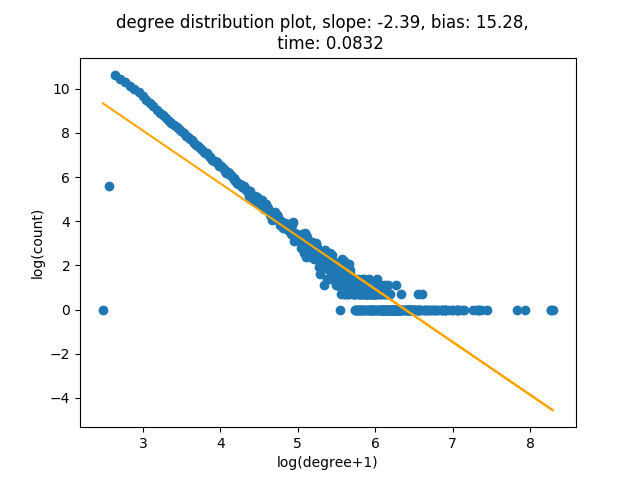 degree distribution plot, slope: -2.39, bias: 15.28,
time: 0.0832
10
8
6
4
2
0
−2
−4
log(count)
3 4 5 6 7 8
log(degree+1)